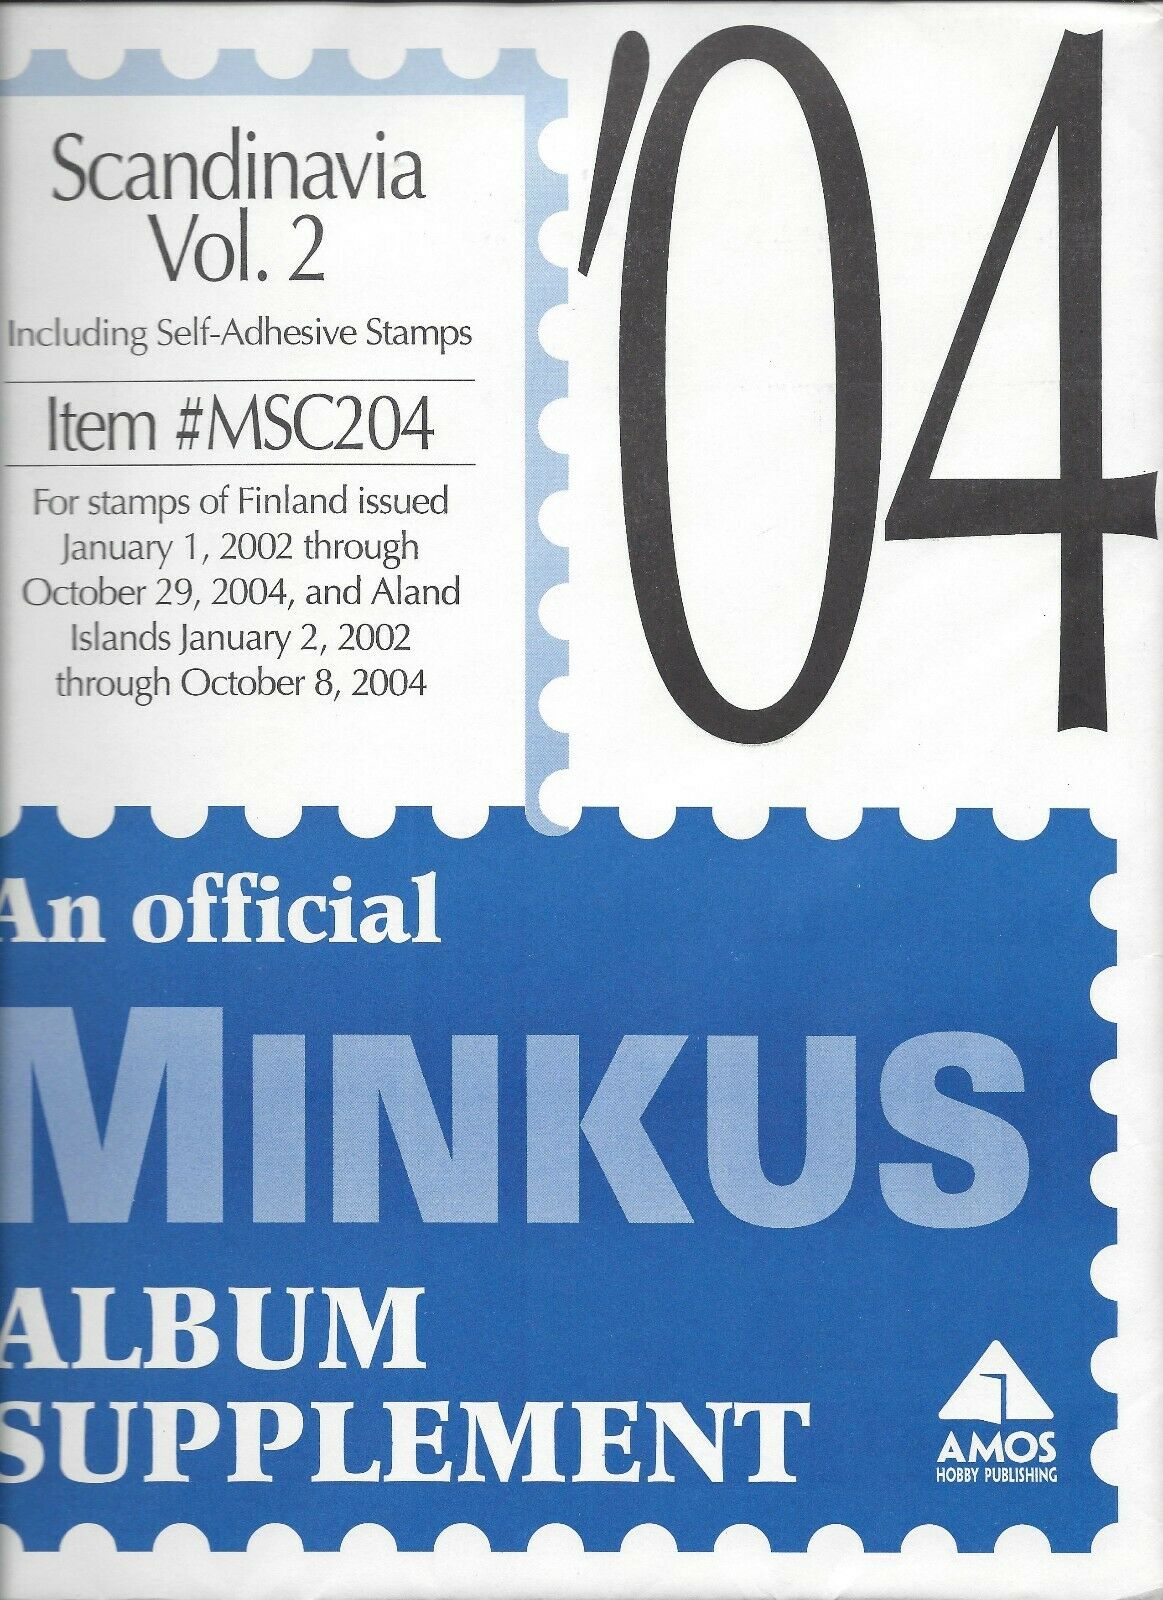 '04
Scandinavia
Vol. 2
Including Self-Adhesive Stamps
Item #MSC204
For stamps of Finland issued
January 1, 2002 through
October 29, 2004, and Aland
Islands January 2, 2002
through October 8, 2004
An official
MINKUS
ALBUM
SUPPLEMENT
AMOS
HOBBY PUBLISHING